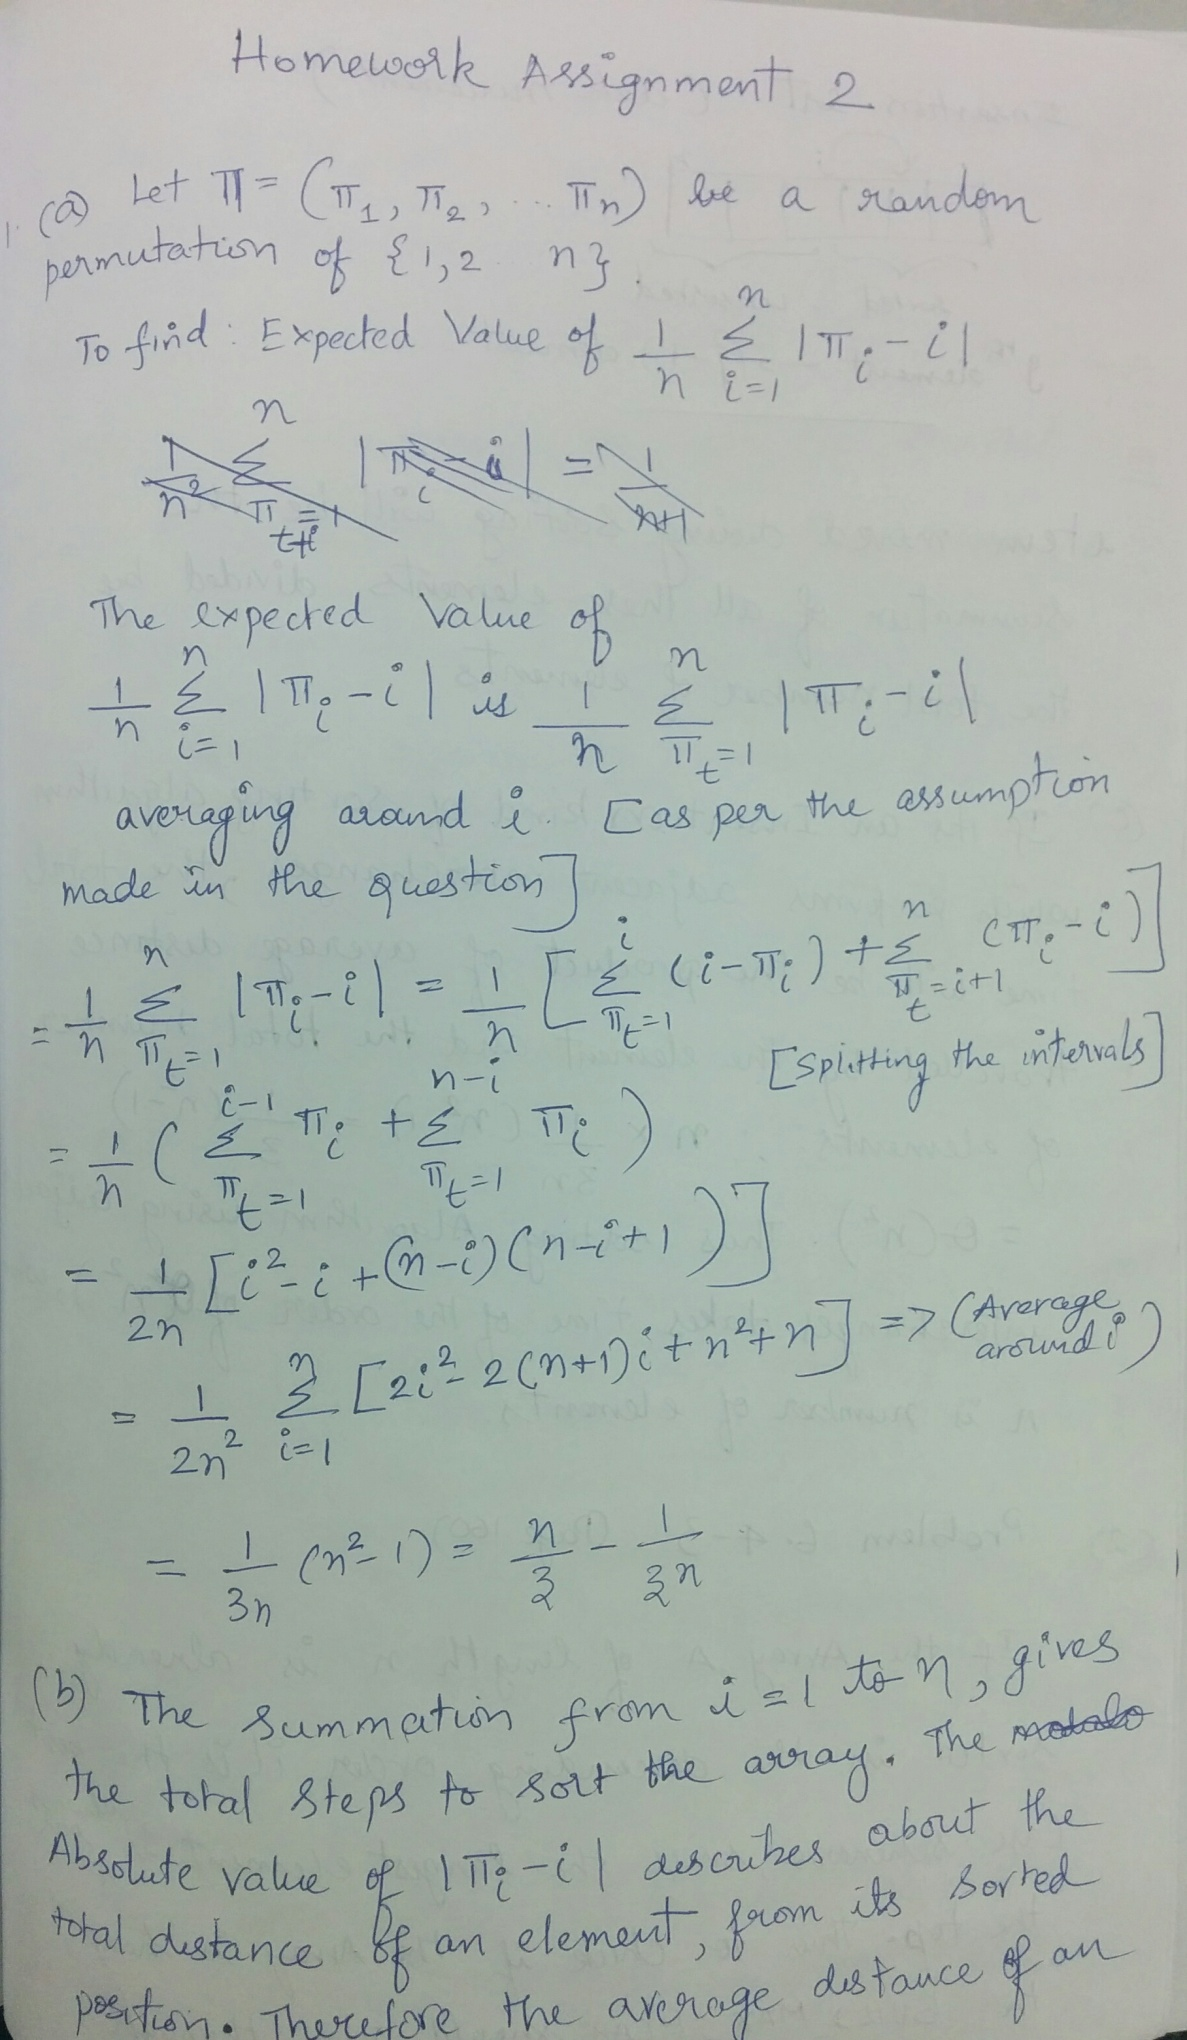 Homework Assignment 2
1. (a) Let π = (π₁, π₂, ... πn) be a random
permutation of {1,2 n}.
To find : Expected Value of 1/n Σ_{i=1}^{n} |πᵢ - i|
The expected value of
1/n Σ_{i=1}^{n} |πᵢ - i| is 1/n Σ_{π_t=1}^{n} |πᵢ - i|
averaging around i. [as per the assumption
made in the question]
= 1/n Σ_{π_t=1}^{n} |πᵢ - i| = 1/n [ Σ_{π_t=1}^{i} (i - πᵢ) + Σ_{π_t=i+1}^{n} (πᵢ - i) ]
[Splitting the intervals]
= 1/n ( Σ_{π_t=1}^{i-1} πᵢ + Σ_{π_t=1}^{n-i} πᵢ )
= 1/2n [i² - i + (n-i)(n-i+1)]
= 1/2n² Σ_{i=1}^{n} [2i² - 2(n+1)i + n² + n] => (Average around i)
= 1/3n (n² - 1) = n/3 - 1/3n
(b) The summation from i = 1 to n, gives
the total steps to sort the array. The
Absolute value of |πᵢ - i| describes about the
total distance of an element, from its sorted
position. Therefore the average distance of an